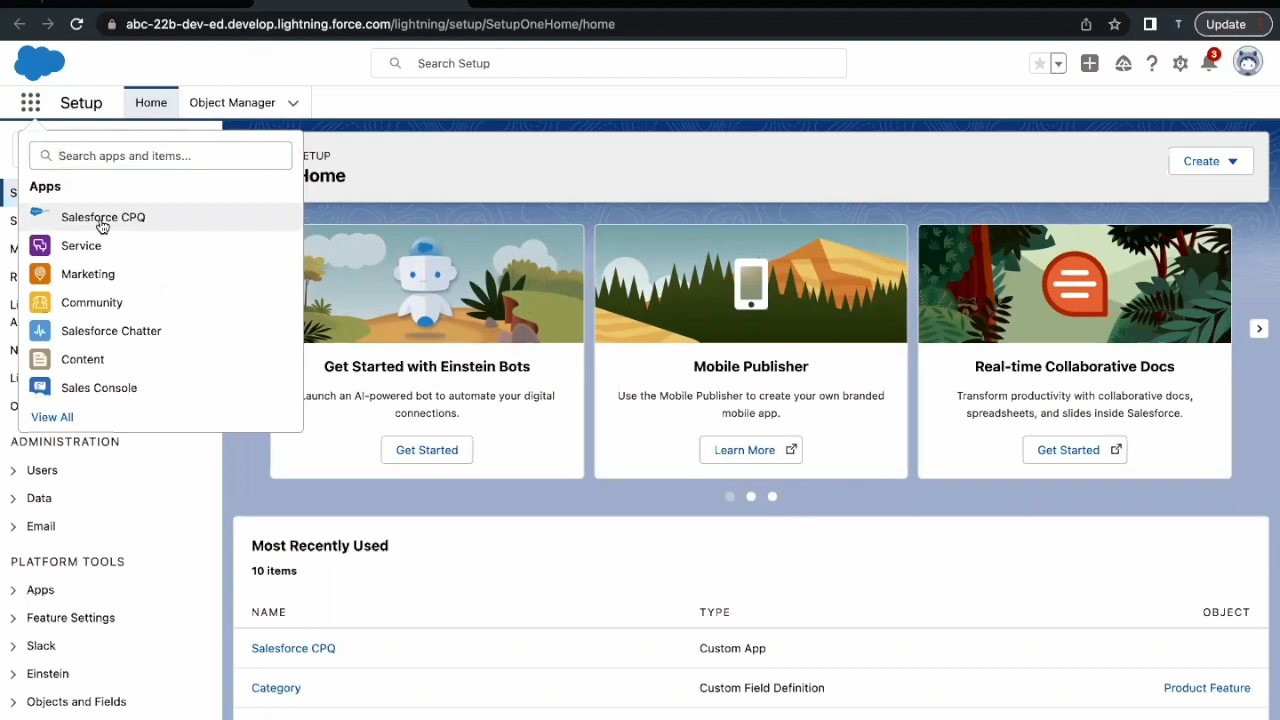 abc-22b-dev-ed.develop.lightning.force.com/lightning/setup/SetupOneHome/home
T
Update
Search Setup
3
Setup
Home
Object Manager
Search apps and items...
Apps
Salesforce CPQ
Service
Marketing
Community
Salesforce Chatter
Content
Sales Console
View All
ETUP
Home
Create
Get Started with Einstein Bots
Launch an AI-powered bot to automate your digital
connections.
Get Started
Mobile Publisher
Use the Mobile Publisher to create your own branded
mobile app.
Learn More
Real-time Collaborative Docs
Transform productivity with collaborative docs,
spreadsheets, and slides inside Salesforce.
Get Started
ADMINISTRATION
Users
Data
Email
PLATFORM TOOLS
Apps
Feature Settings
Slack
Einstein
Objects and Fields
Most Recently Used
10 items
NAME TYPE OBJECT
Salesforce CPQ Custom App
Category Custom Field Definition Product Feature